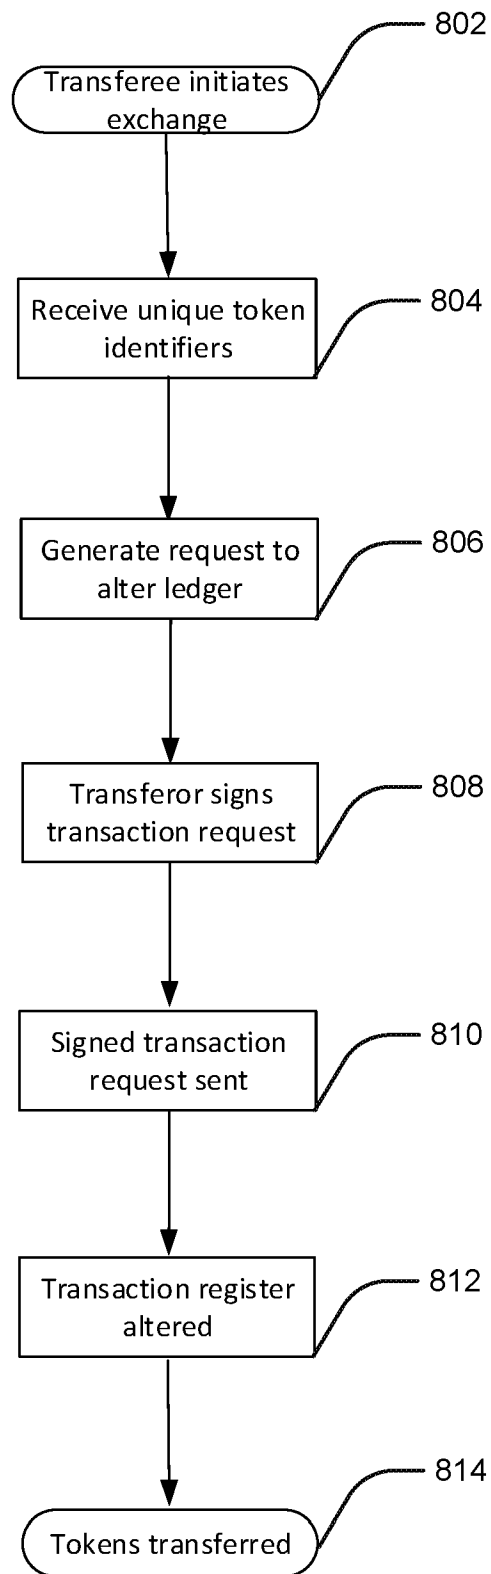 802
Transferee initiates
exchange
804
Receive unique token
identifiers
806
Generate request to
alter ledger
808
Transferor signs
transaction request
810
Signed transaction
request sent
812
Transaction register
altered
814
Tokens transferred